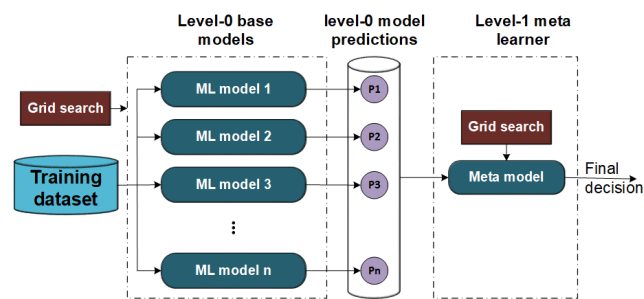 Level-0 base
models
level-0 model
predictions
Level-1 meta
learner
Grid search
Training
dataset
ML model 1
ML model 2
ML model 3
...
ML model n
P1
P2
P3
Pn
Grid search
Meta model
Final
decision